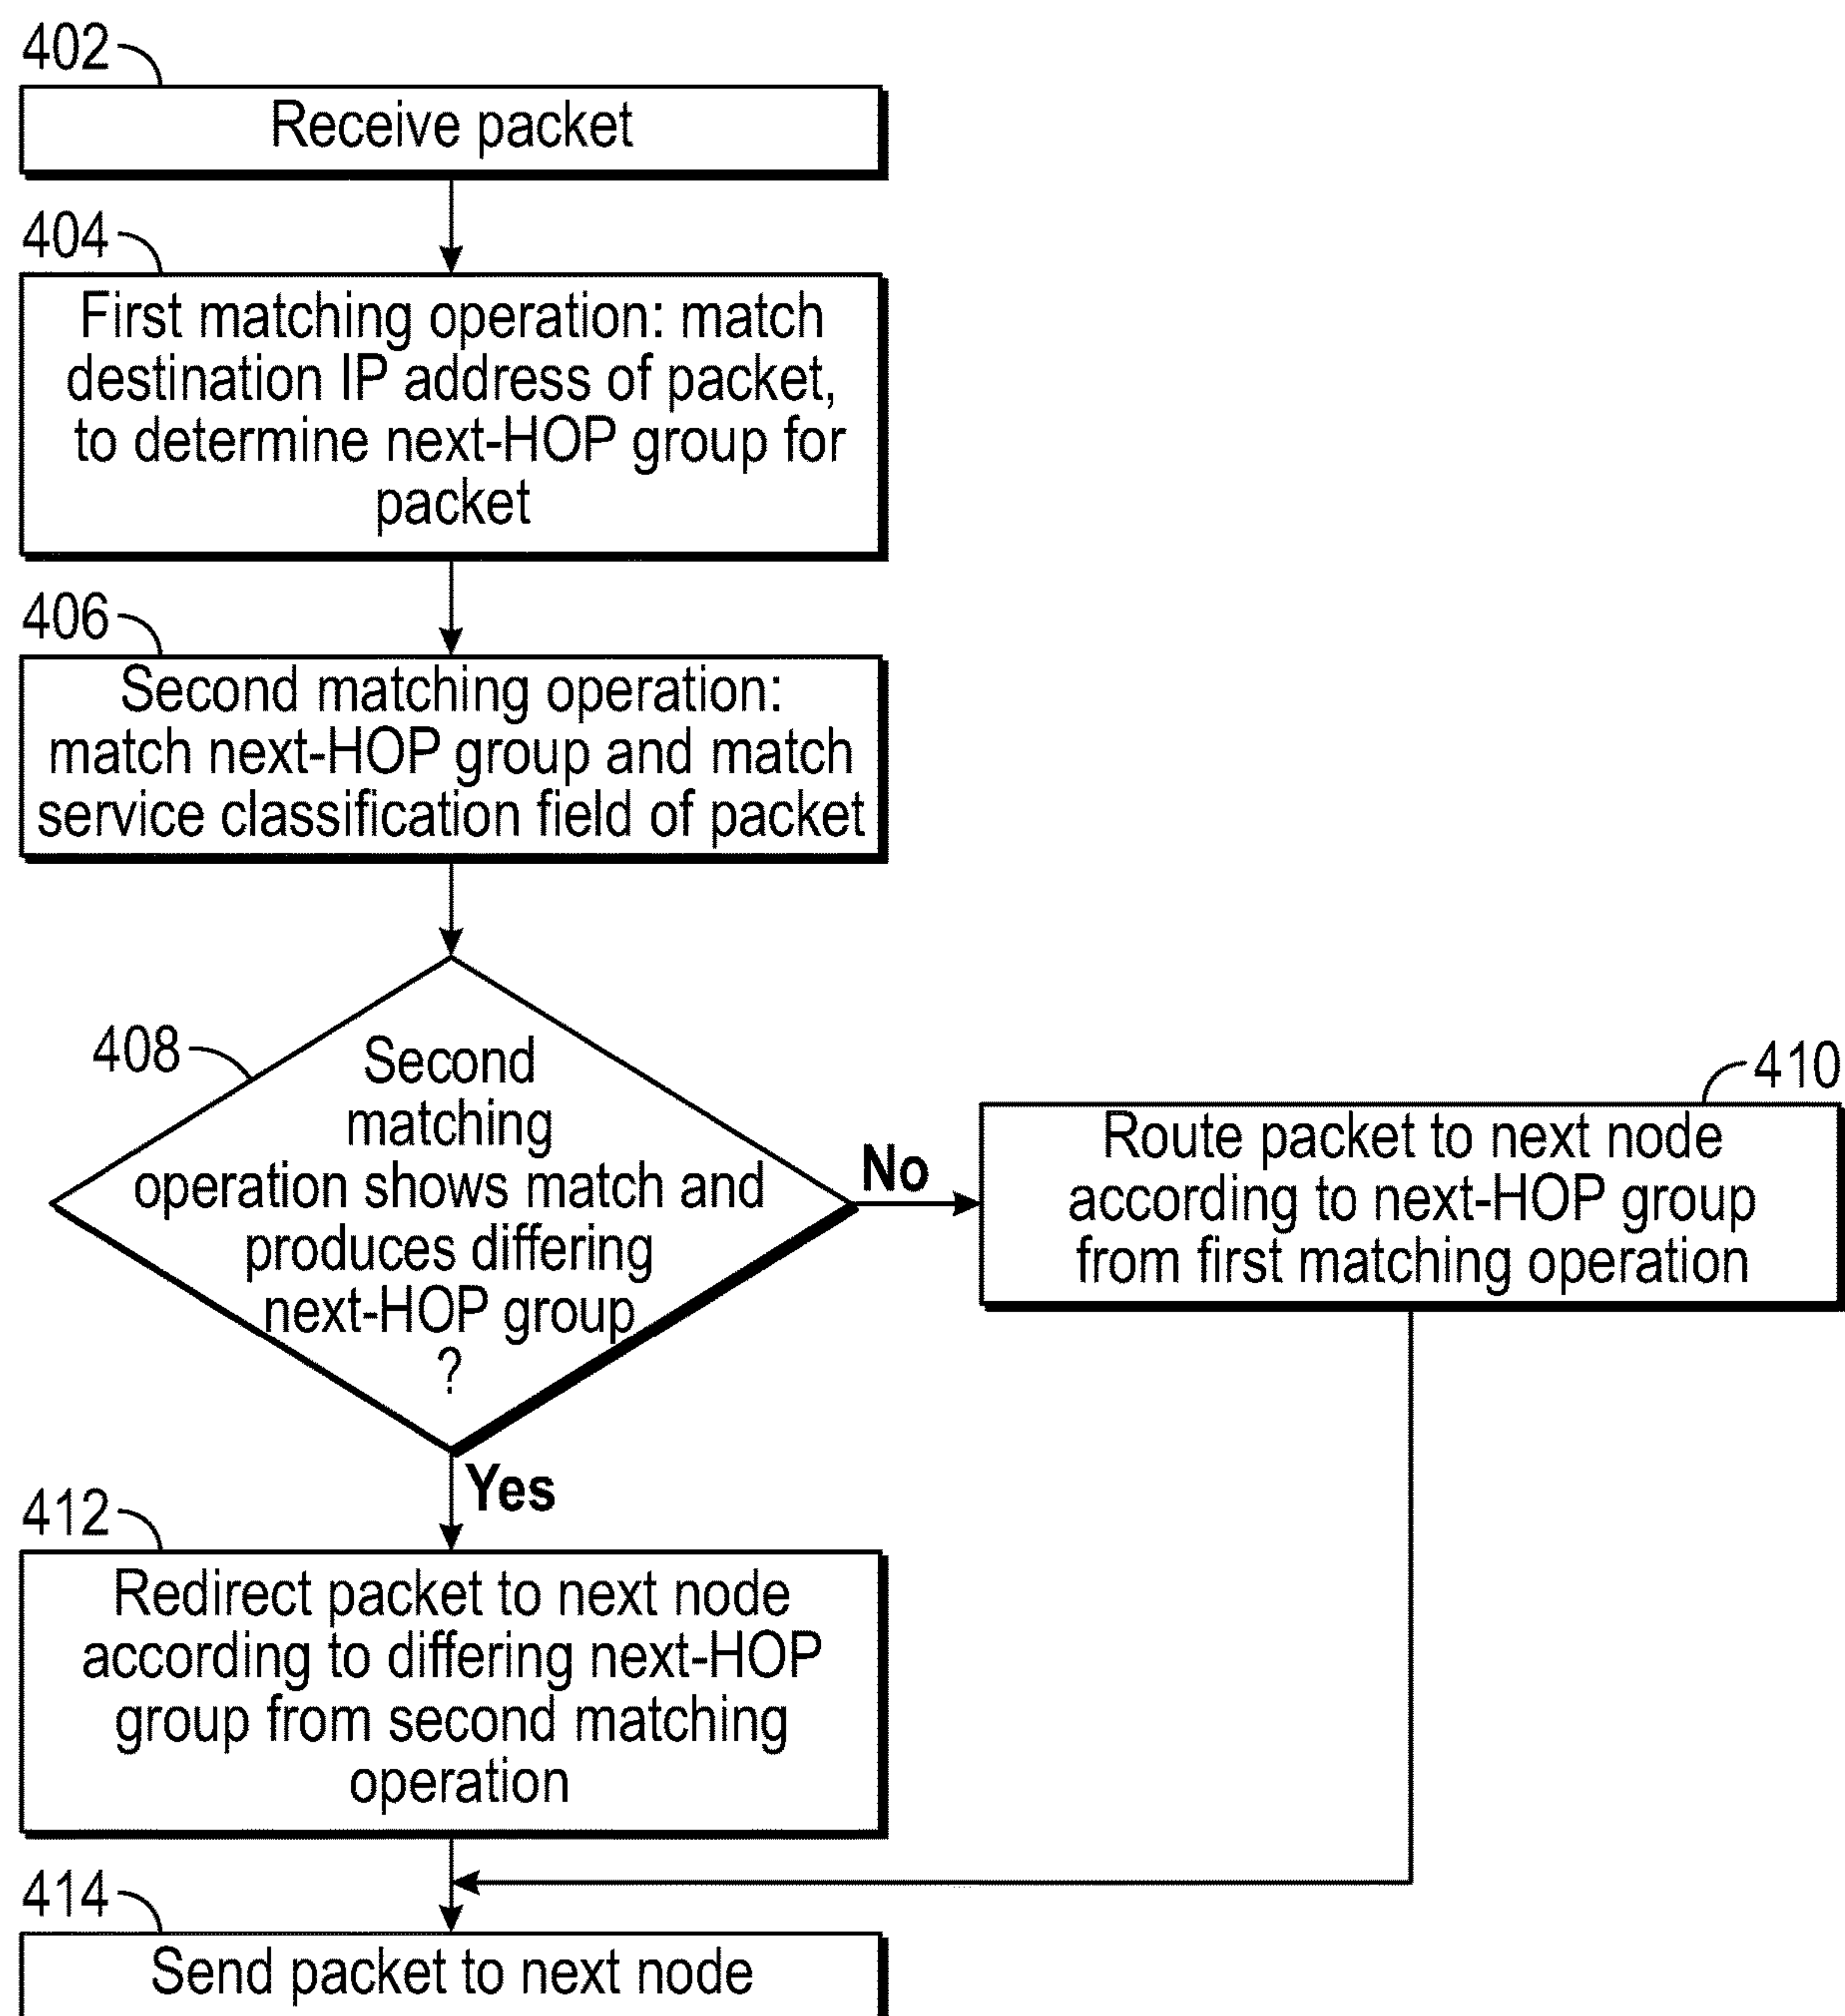 402
Receive packet
404
First matching operation: match
destination IP address of packet,
to determine next-HOP group for
packet
406
Second matching operation:
match next-HOP group and match
service classification field of packet
408
Second
matching
operation shows match and
produces differing
next-HOP group
?
No
410
Route packet to next node
according to next-HOP group
from first matching operation
Yes
412
Redirect packet to next node
according to differing next-HOP
group from second matching
operation
414
Send packet to next node